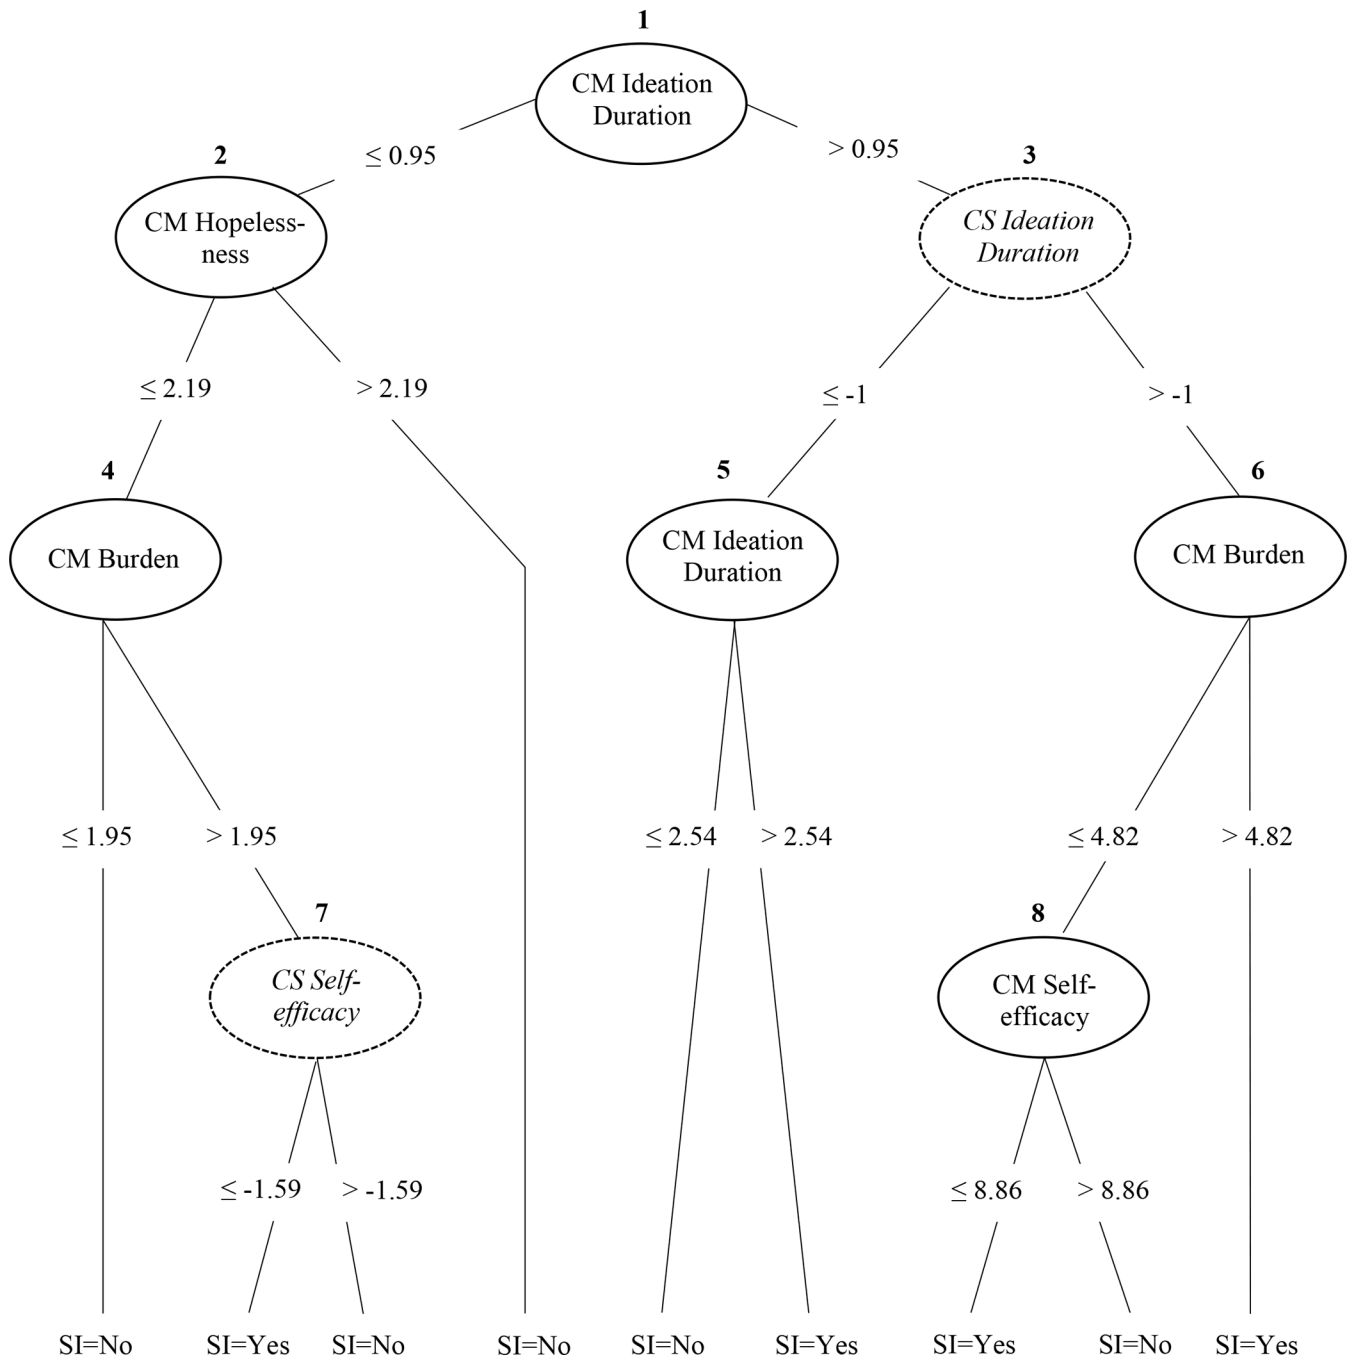 1
CM Ideation
Duration
≤ 0.95
> 0.95
2
CM Hopeless-
ness
3
CS Ideation
Duration
≤ 2.19
> 2.19
≤ -1
> -1
4
CM Burden
5
CM Ideation
Duration
6
CM Burden
≤ 1.95
> 1.95
≤ 2.54
> 2.54
≤ 4.82
> 4.82
7
CS Self-
efficacy
8
CM Self-
efficacy
≤ -1.59
> -1.59
≤ 8.86
> 8.86
SI=No
SI=Yes
SI=No
SI=No
SI=No
SI=Yes
SI=Yes
SI=No
SI=Yes